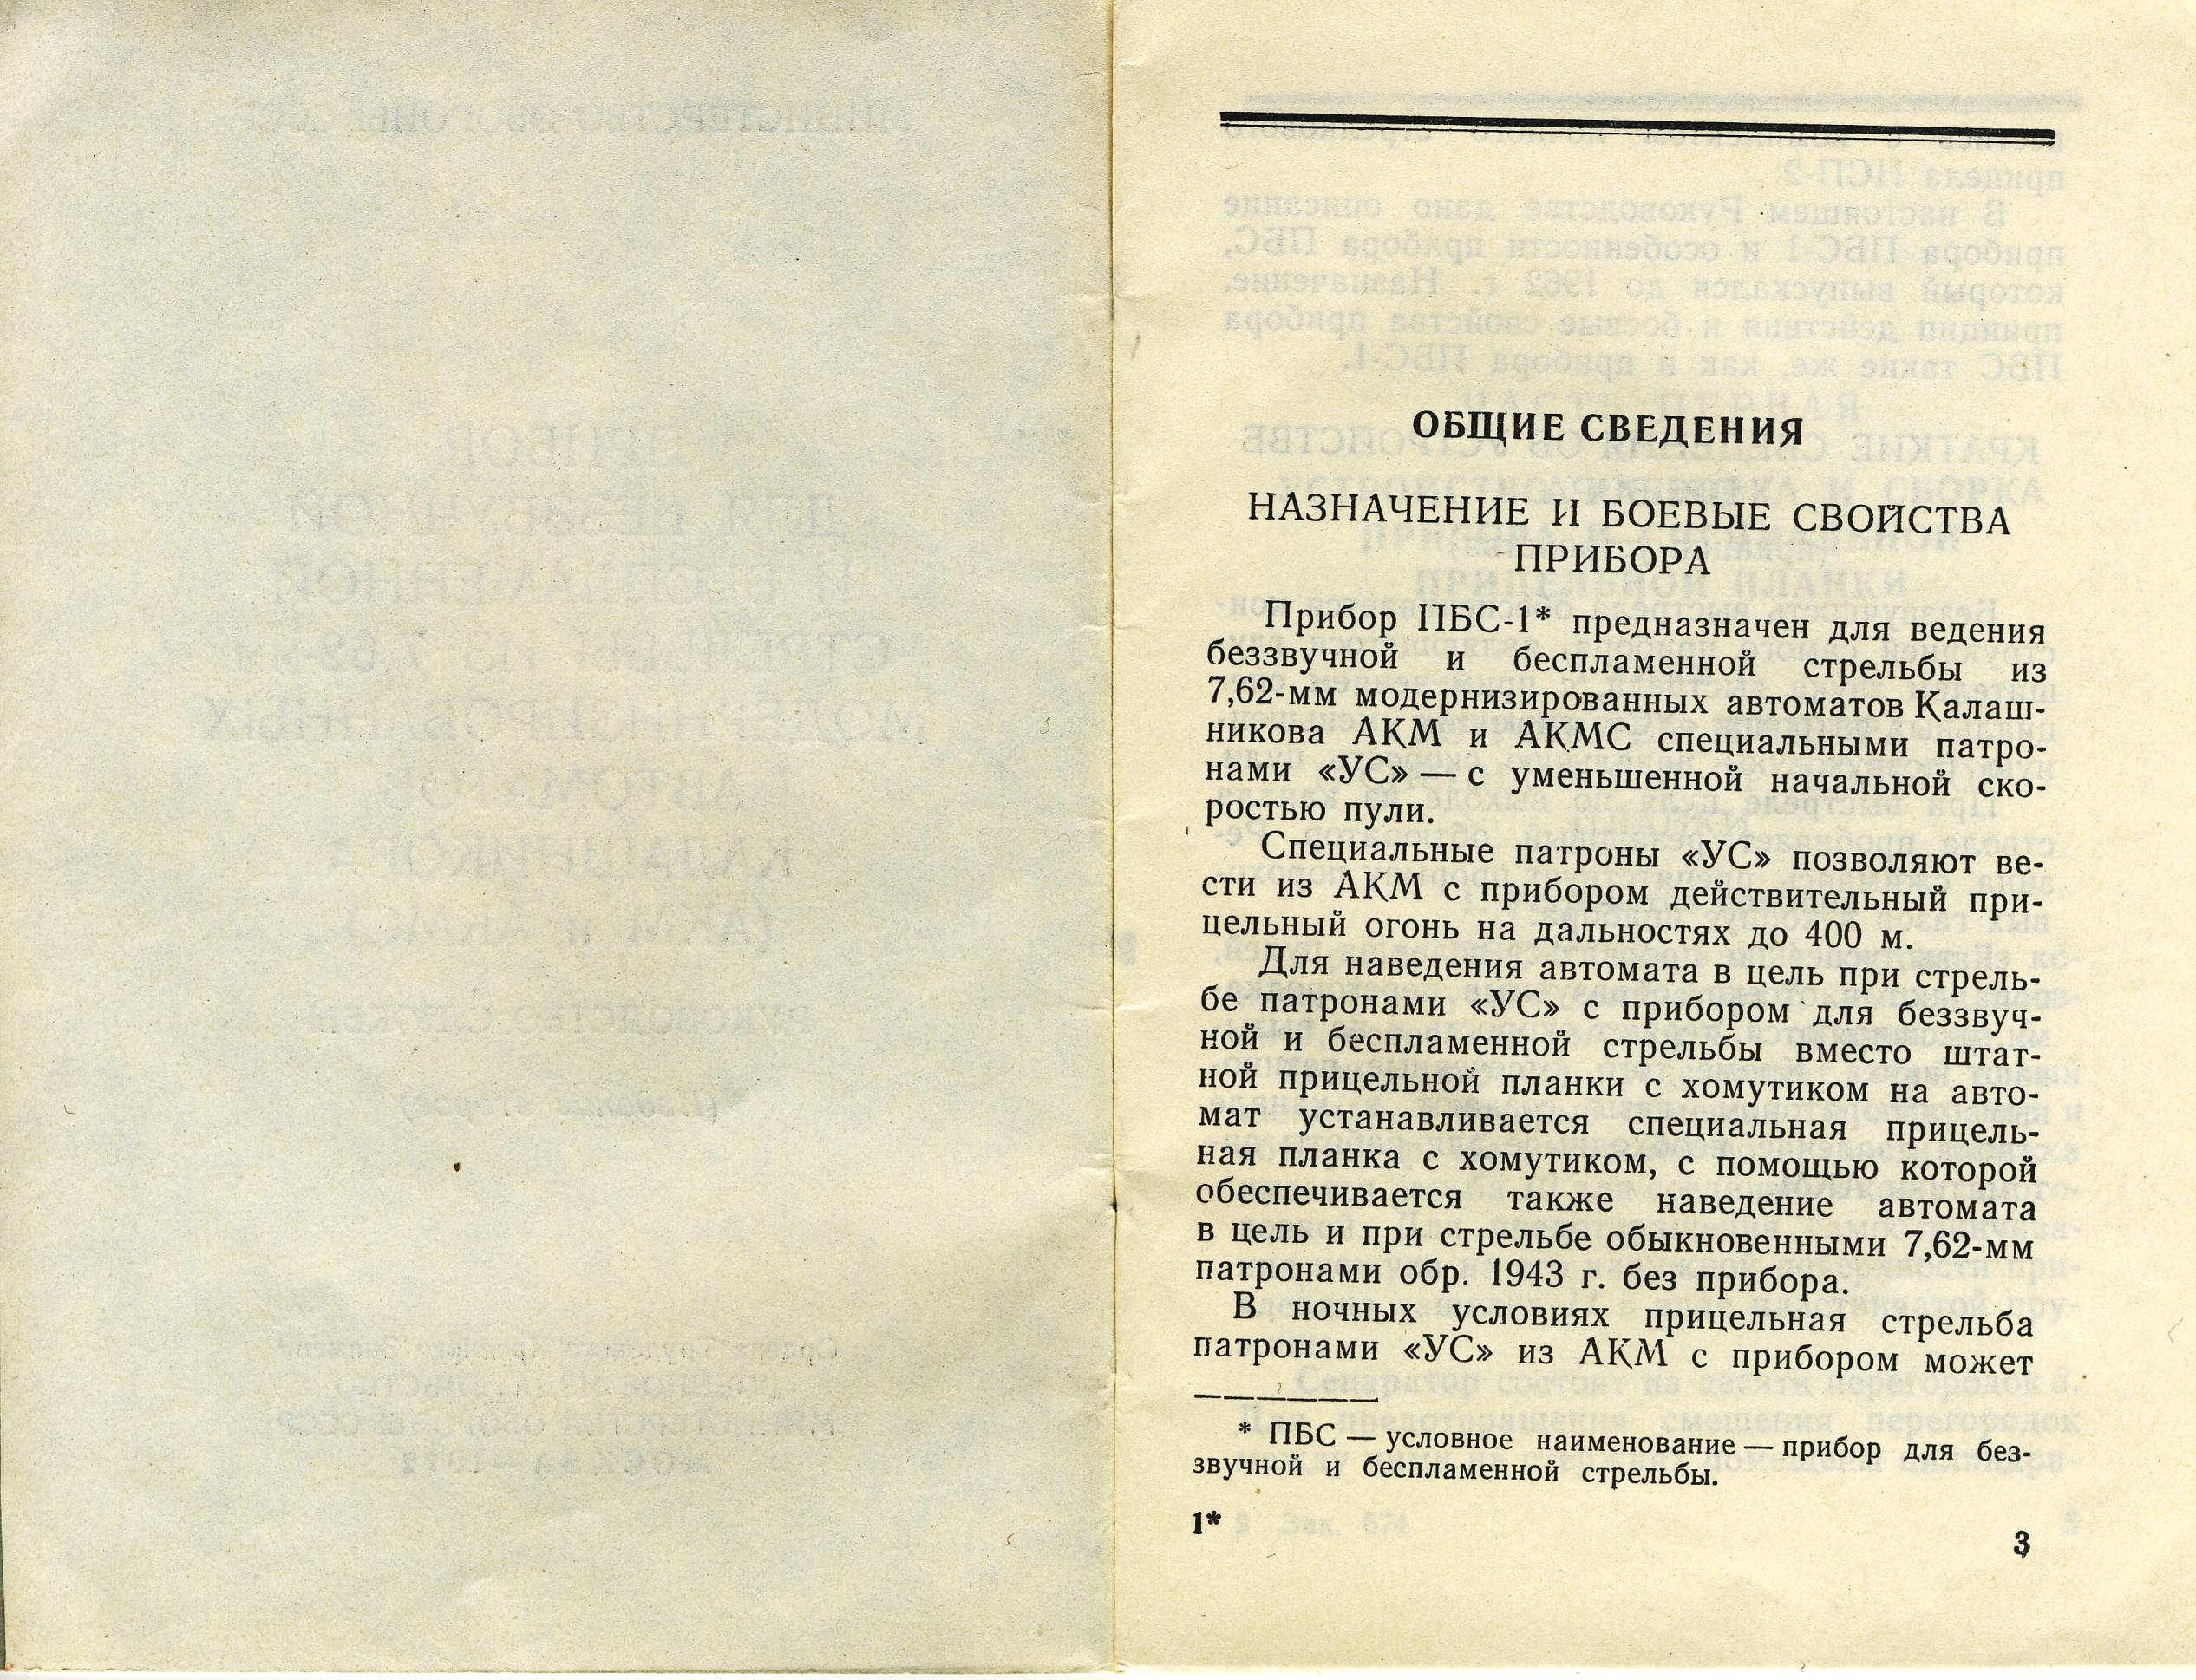 ОБЩИЕ СВЕДЕНИЯ
НАЗНАЧЕНИЕ И БОЕВЫЕ СВОЙСТВА
ПРИБОРА
Прибор ПБС-1* предназначен для ведения
беззвучной и беспламенной стрельбы из
7,62-мм модернизированных автоматов Калаш-
никова АКМ и АКМС специальными патро-
нами «УС» — с уменьшенной начальной ско-
ростью пули.
Специальные патроны «УС» позволяют ве-
сти из АКМ с прибором действительный при-
цельный огонь на дальностях до 400 м.
Для наведения автомата в цель при стрель-
бе патронами «УС» с прибором для беззвуч-
ной и беспламенной стрельбы вместо штат-
ной прицельной планки с хомутиком на авто-
мат устанавливается специальная прицель-
ная планка с хомутиком, с помощью которой
обеспечивается также наведение автомата
в цель и при стрельбе обыкновенными 7,62-мм
патронами обр. 1943 г. без прибора.
В ночных условиях прицельная стрельба
патронами «УС» из АКМ с прибором может
* ПБС — условное наименование — прибор для без-
звучной и беспламенной стрельбы.
1*
3